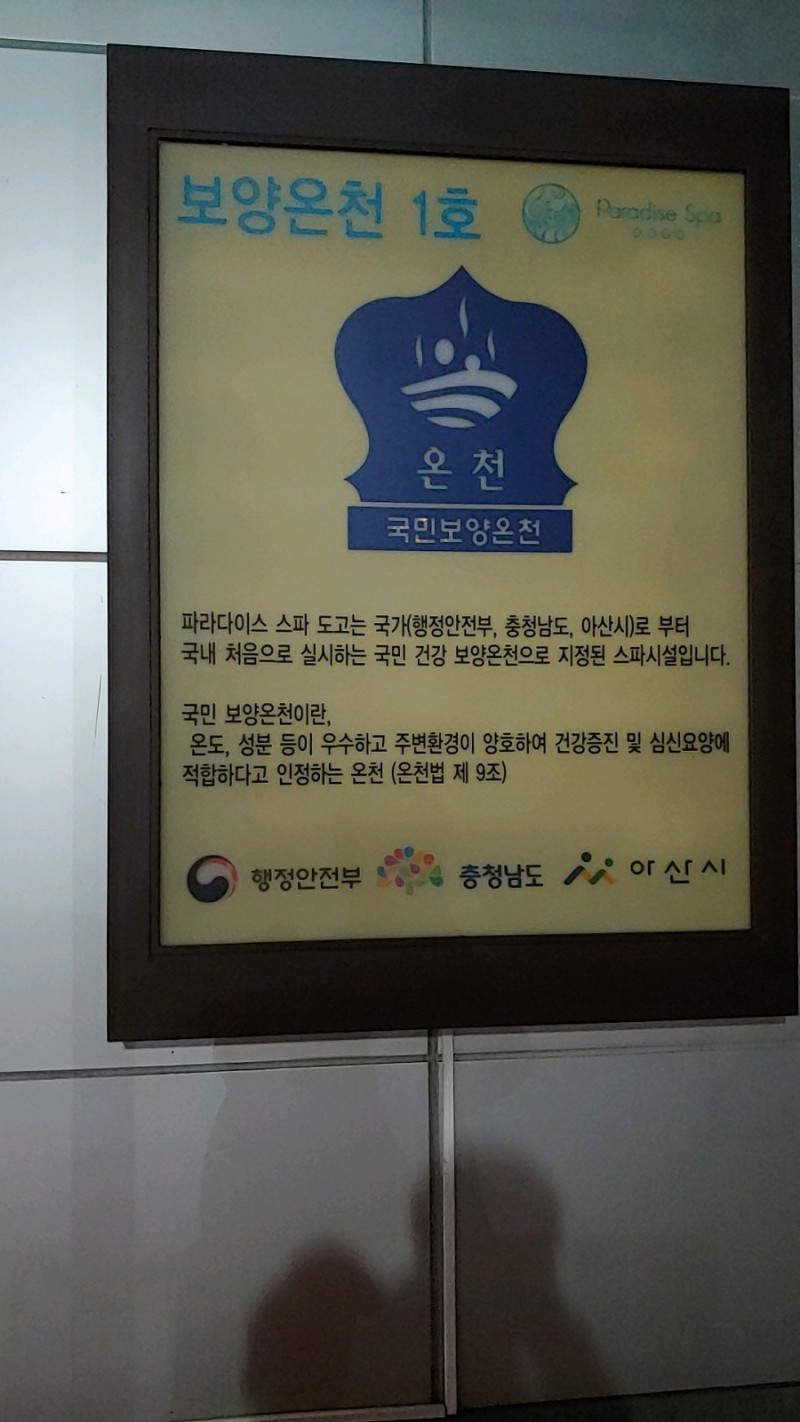 보양온천 1호
Paradise Spa
온천
국민보양온천
파라다이스 스파 도고는 국가(행정안전부, 충청남도, 아산시)로 부터
국내 처음으로 실시하는 국민 건강 보양온천으로 지정된 스파시설입니다.
국민 보양온천이란,
온도, 성분 등이 우수하고 주변환경이 양호하여 건강증진 및 심신요양에
적합하다고 인정하는 온천 (온천법 제 9조)
행정안전부 충청남도 아산시